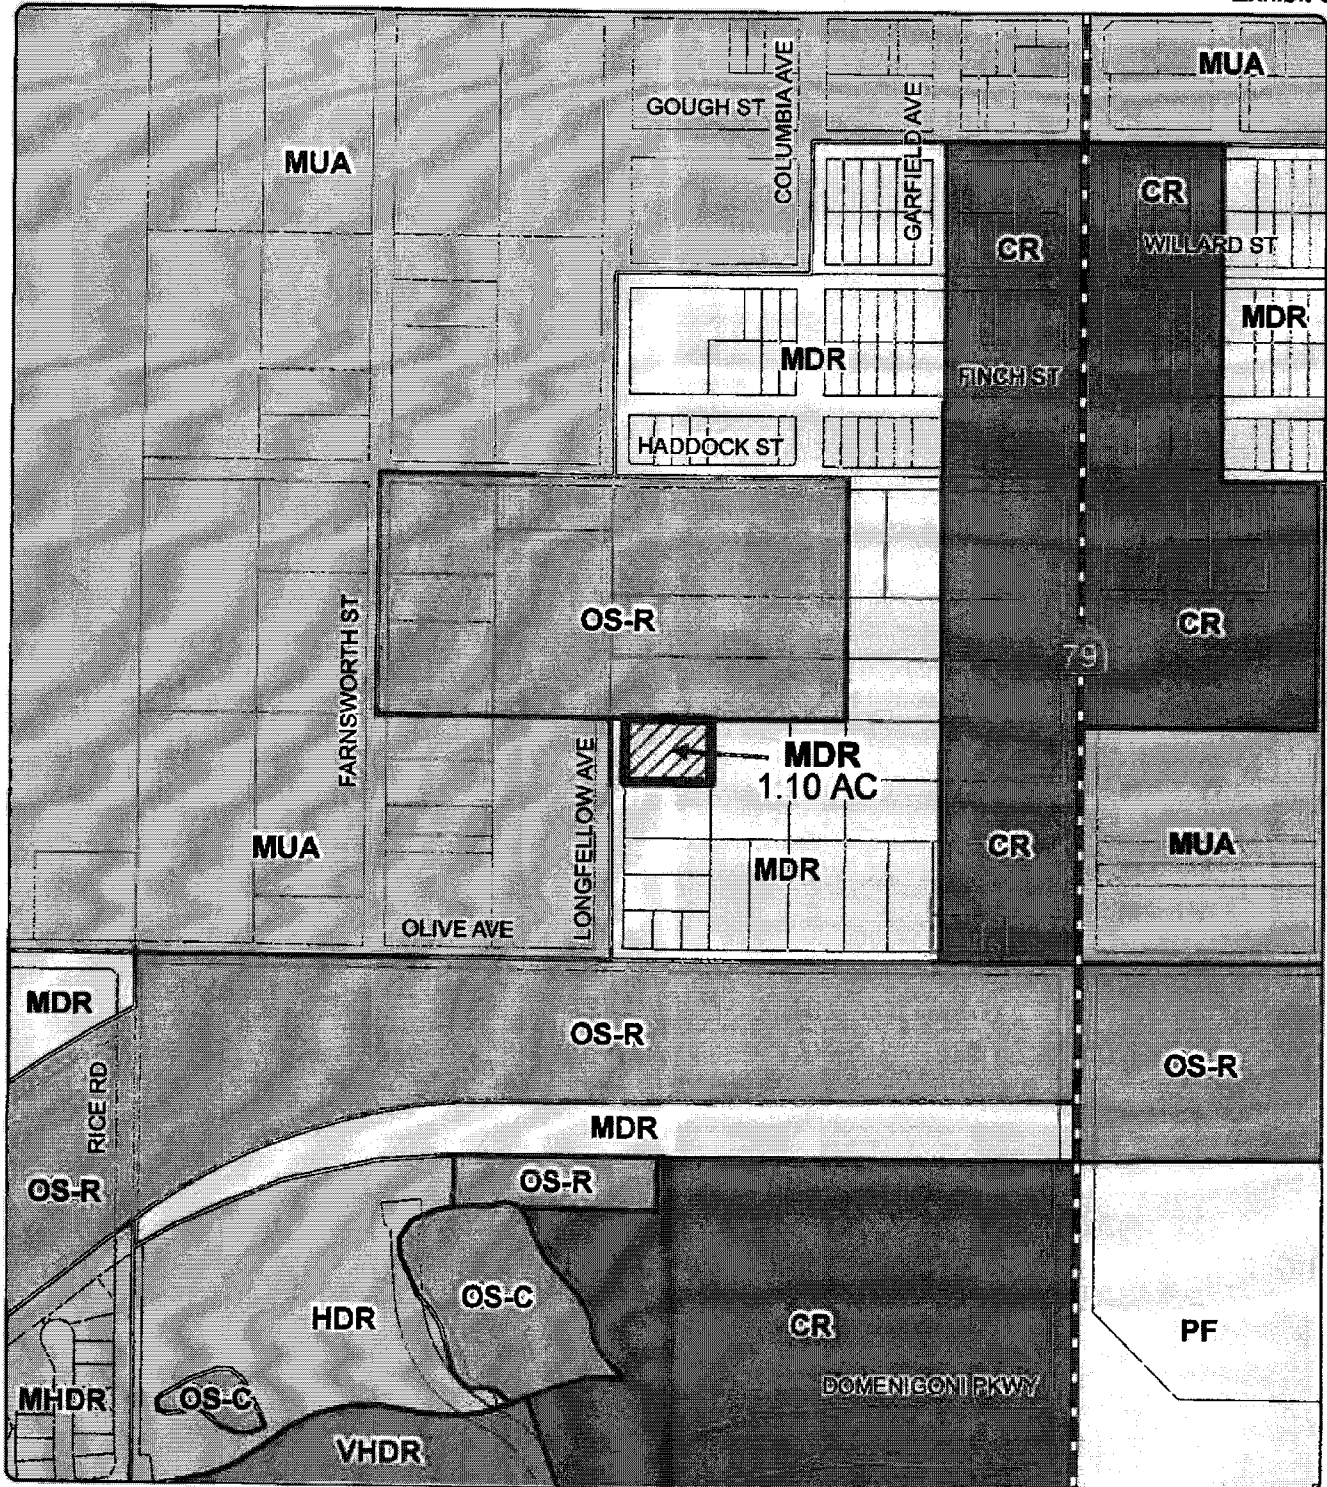 MUA
GOUGH ST
COLUMBIA AVE
GARFIELD AVE
MUA
CR
CR
WILLARD ST
MDR
MDR
FINCH ST
HADDOCK ST
OS-R
FARNSWORTH ST
CR
79
LONGFELLOW AVE
MDR
1.10 AC
MUA
MDR
CR
MUA
OLIVE AVE
MDR
OS-R
OS-R
RICE RD
MDR
OS-R
OS-R
OS-C
HDR
CR
PF
MHDR
OS-C
DOMENIGONI PKWY
VHDR